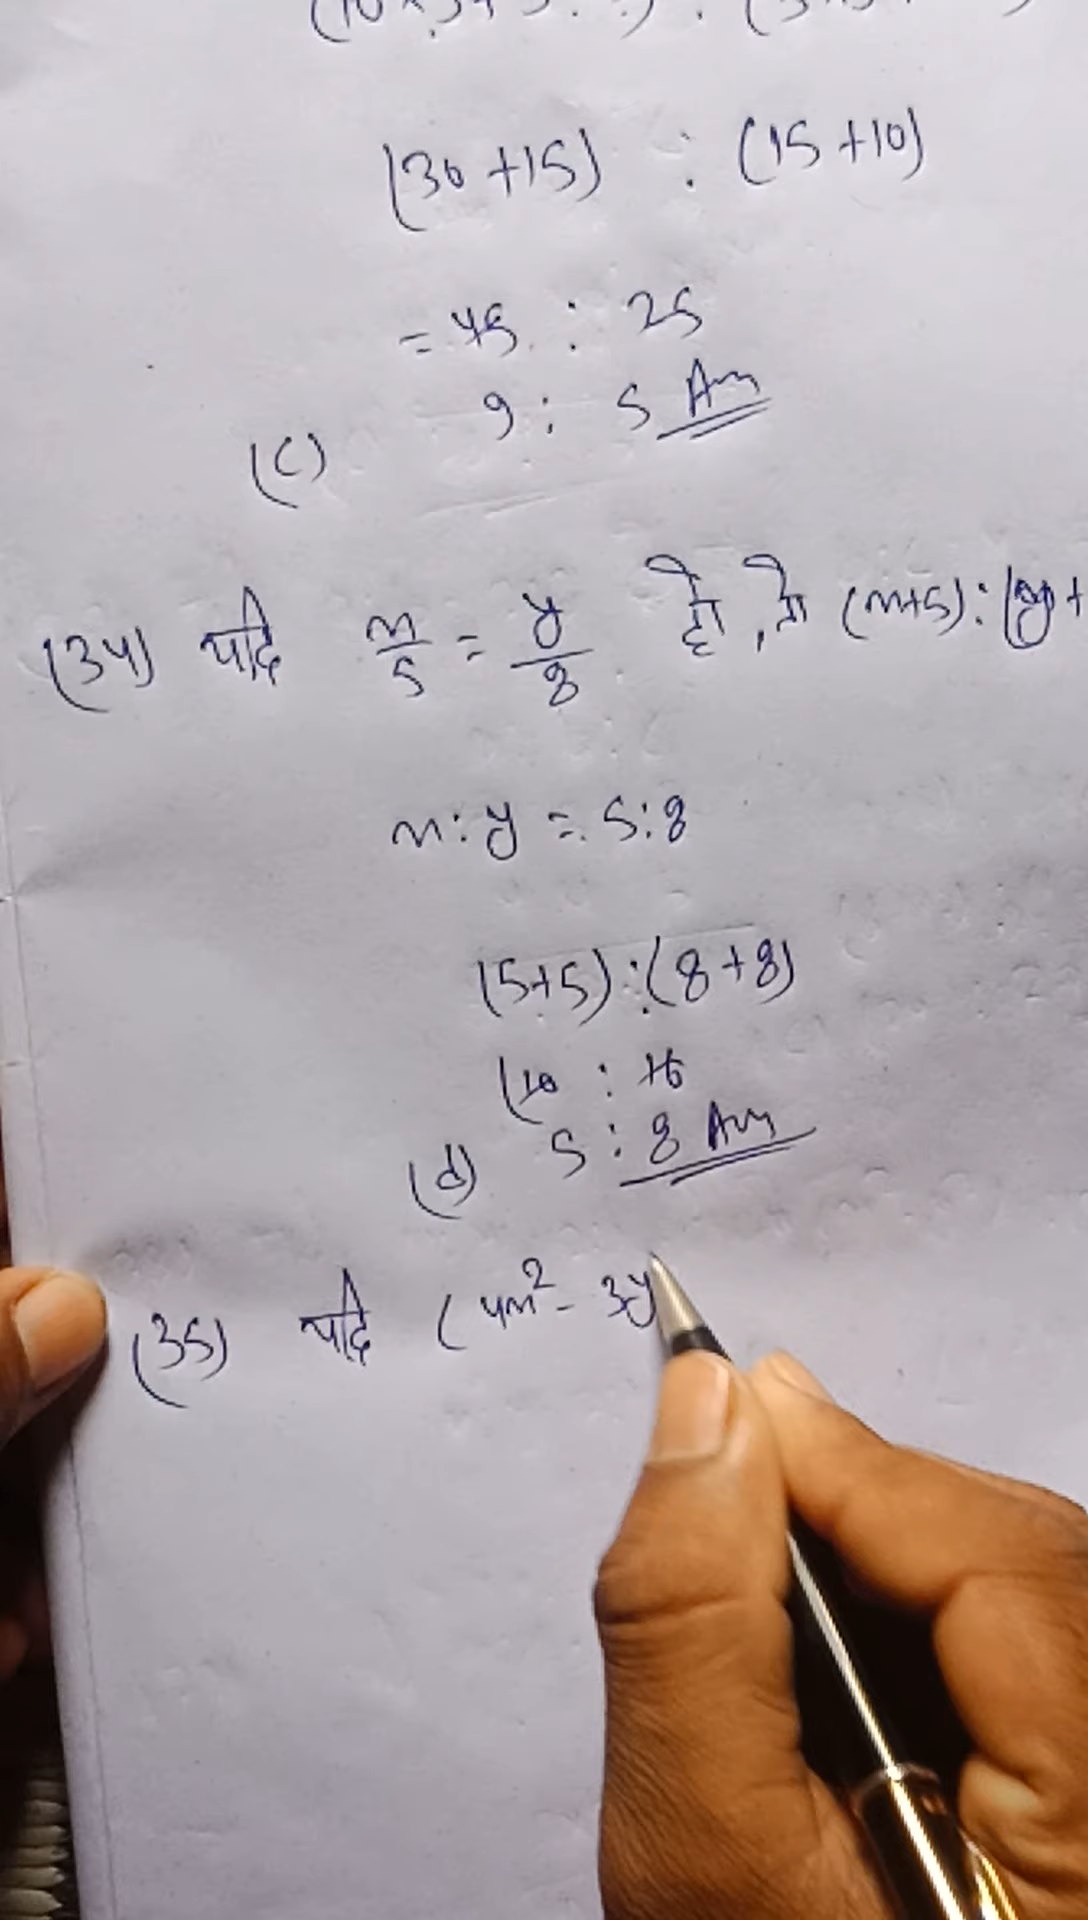 (30+15) : (15+10)
= 45 : 25
9 : 5 Ans
(C)
(34) यदि m/5 = y/8 हो, तो (m+5) : (y+
m : y = 5 : 8
(5+5) : (8+8)
(10 : 16
(d) 5 : 8 Ans
(35) यदि (4m² - 3y